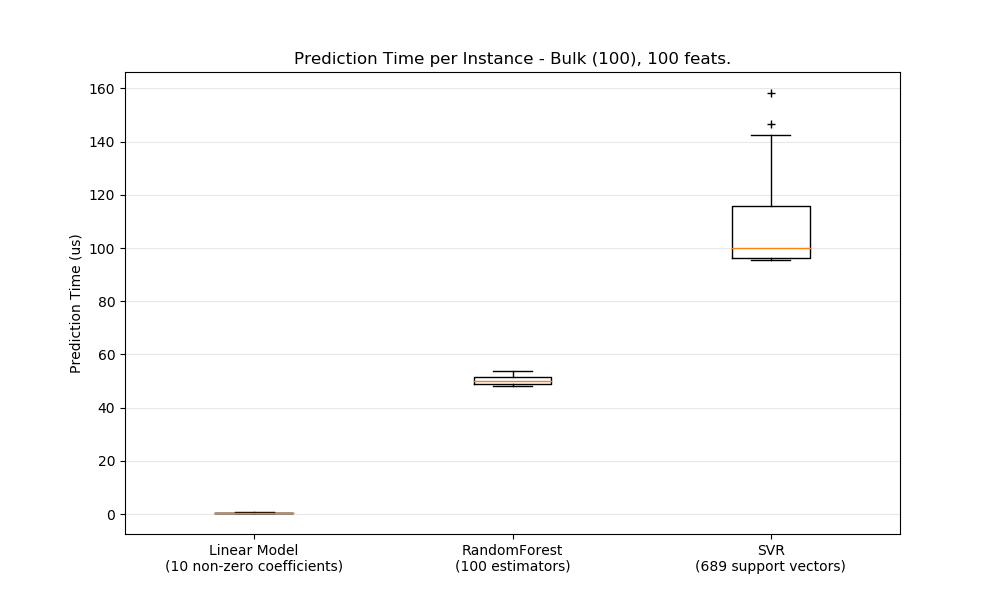 Prediction Time per Instance - Bulk (100), 100 feats.
Prediction Time (us)
160
140
120
100
80
60
40
20
0
Linear Model
(10 non-zero coefficients)
RandomForest
(100 estimators)
SVR
(689 support vectors)